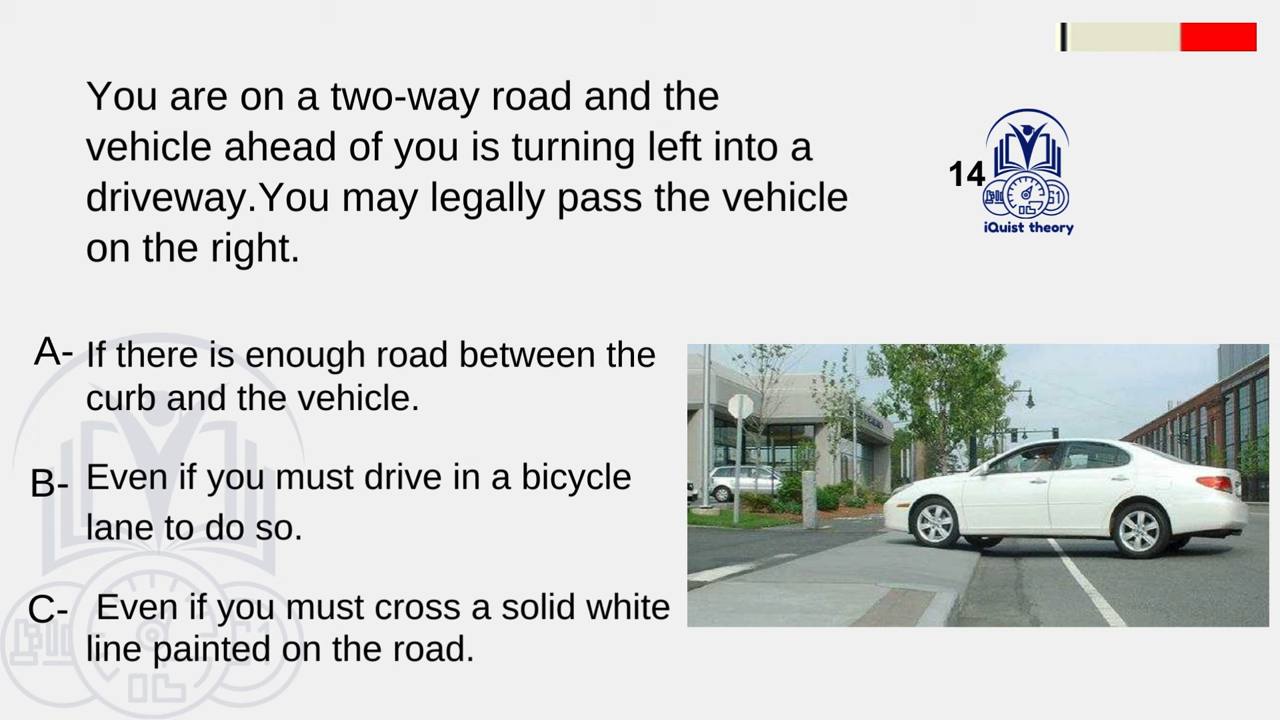 You are on a two-way road and the
vehicle ahead of you is turning left into a
driveway.You may legally pass the vehicle
on the right.
14
iQuist theory
A- If there is enough road between the
curb and the vehicle.
B- Even if you must drive in a bicycle
lane to do so.
C- Even if you must cross a solid white
line painted on the road.